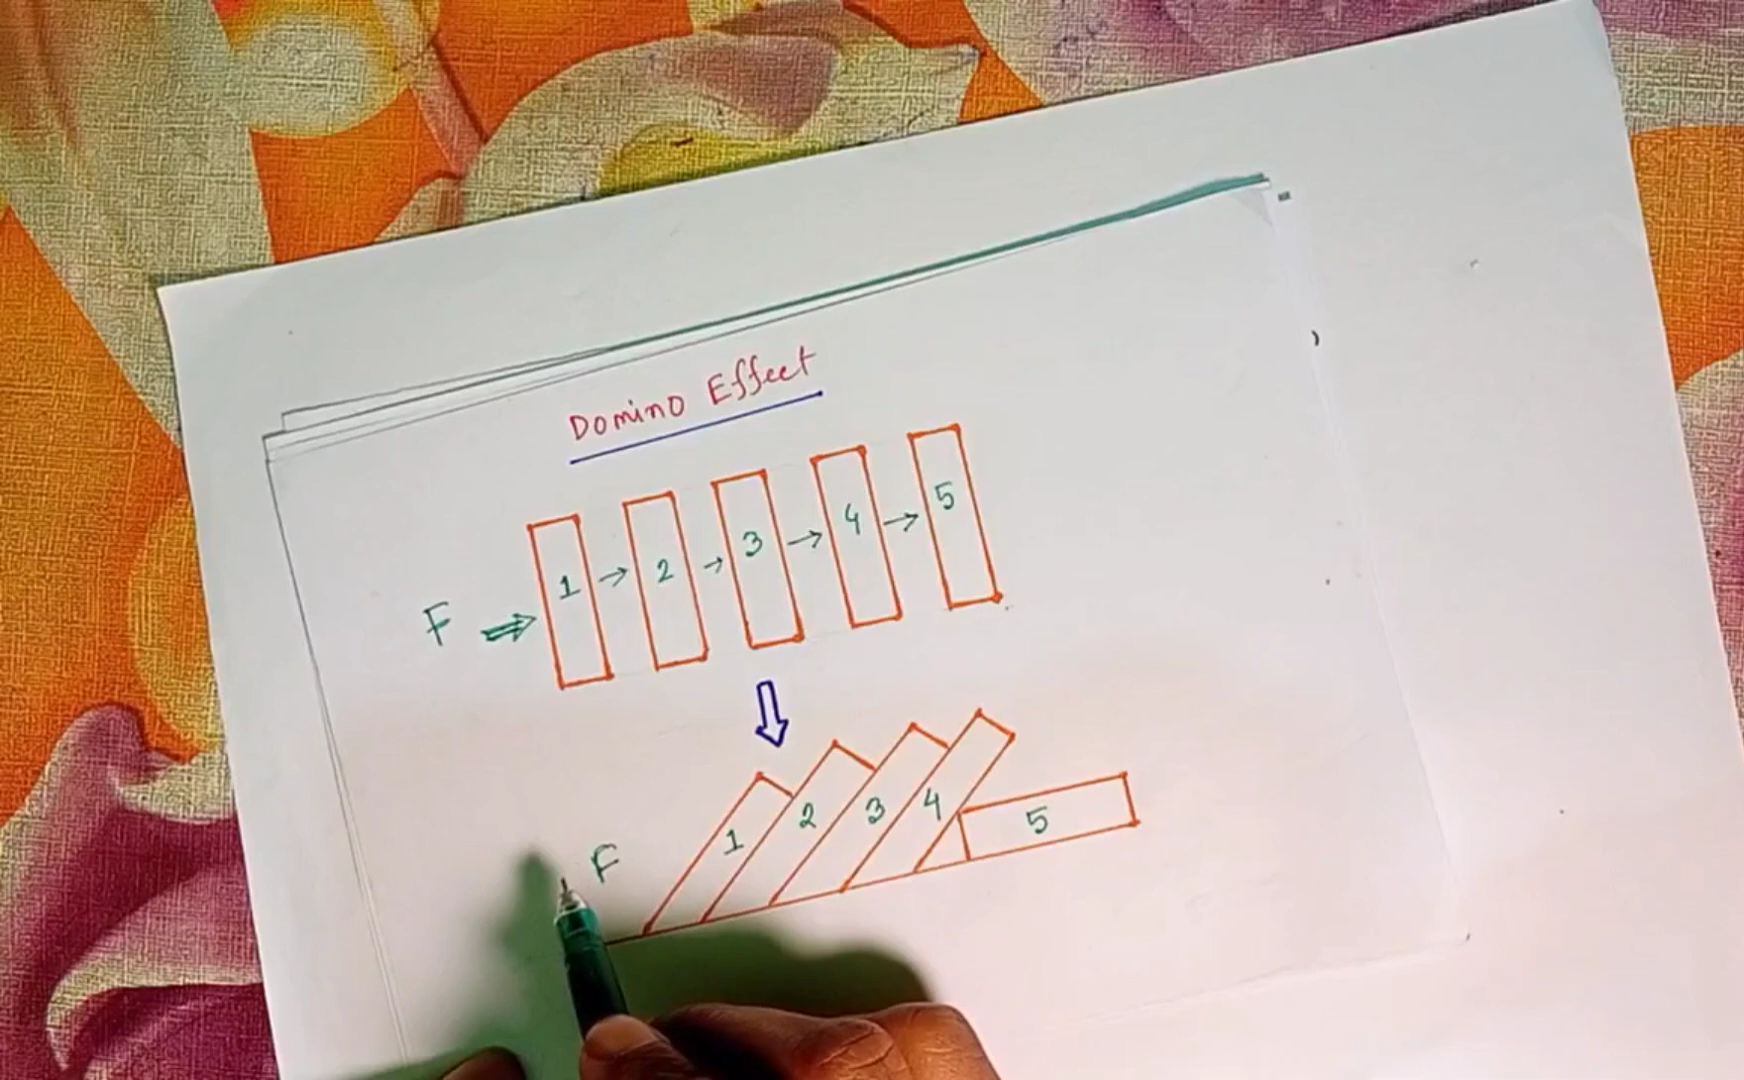 Domino Effect
F ⇒ 1 → 2 → 3 → 4 → 5
⇓
F 1 2 3 4 5